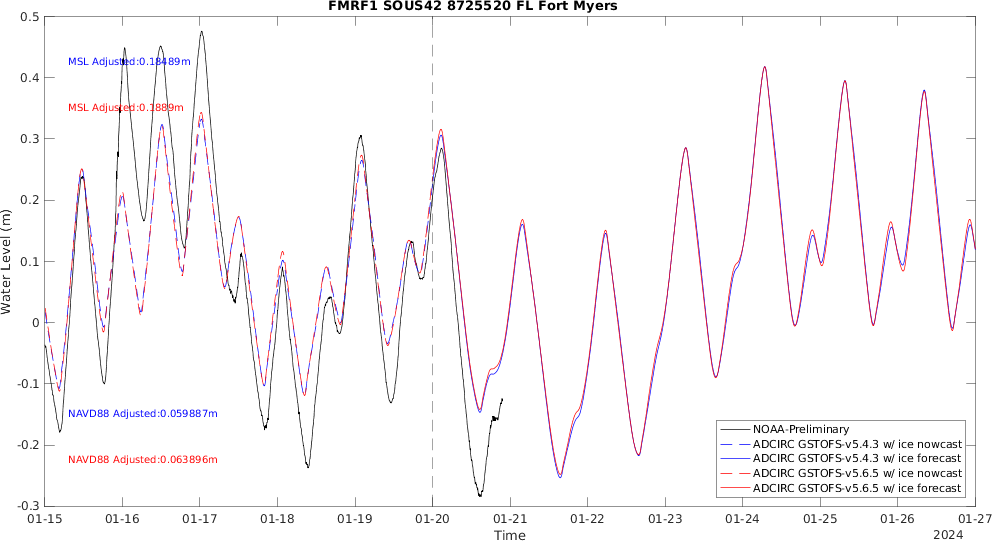 FMRF1 SOUS42 8725520 FL Fort Myers
0.5
MSL Adjusted:0.18489m
0.4
MSL Adjusted:0.1889m
0.3
0.2
Water Level (m)
0.1
0
-0.1
NAVD88 Adjusted:0.059887m
-0.2
NAVD88 Adjusted:0.063896m
-0.3
NOAA-Preliminary
ADCIRC GSTOFS-v5.4.3 w/ ice nowcast
ADCIRC GSTOFS-v5.4.3 w/ ice forecast
ADCIRC GSTOFS-v5.6.5 w/ ice nowcast
ADCIRC GSTOFS-v5.6.5 w/ ice forecast
01-15 01-16 01-17 01-18 01-19 01-20 01-21 01-22 01-23 01-24 01-25 01-26 01-27
Time
2024